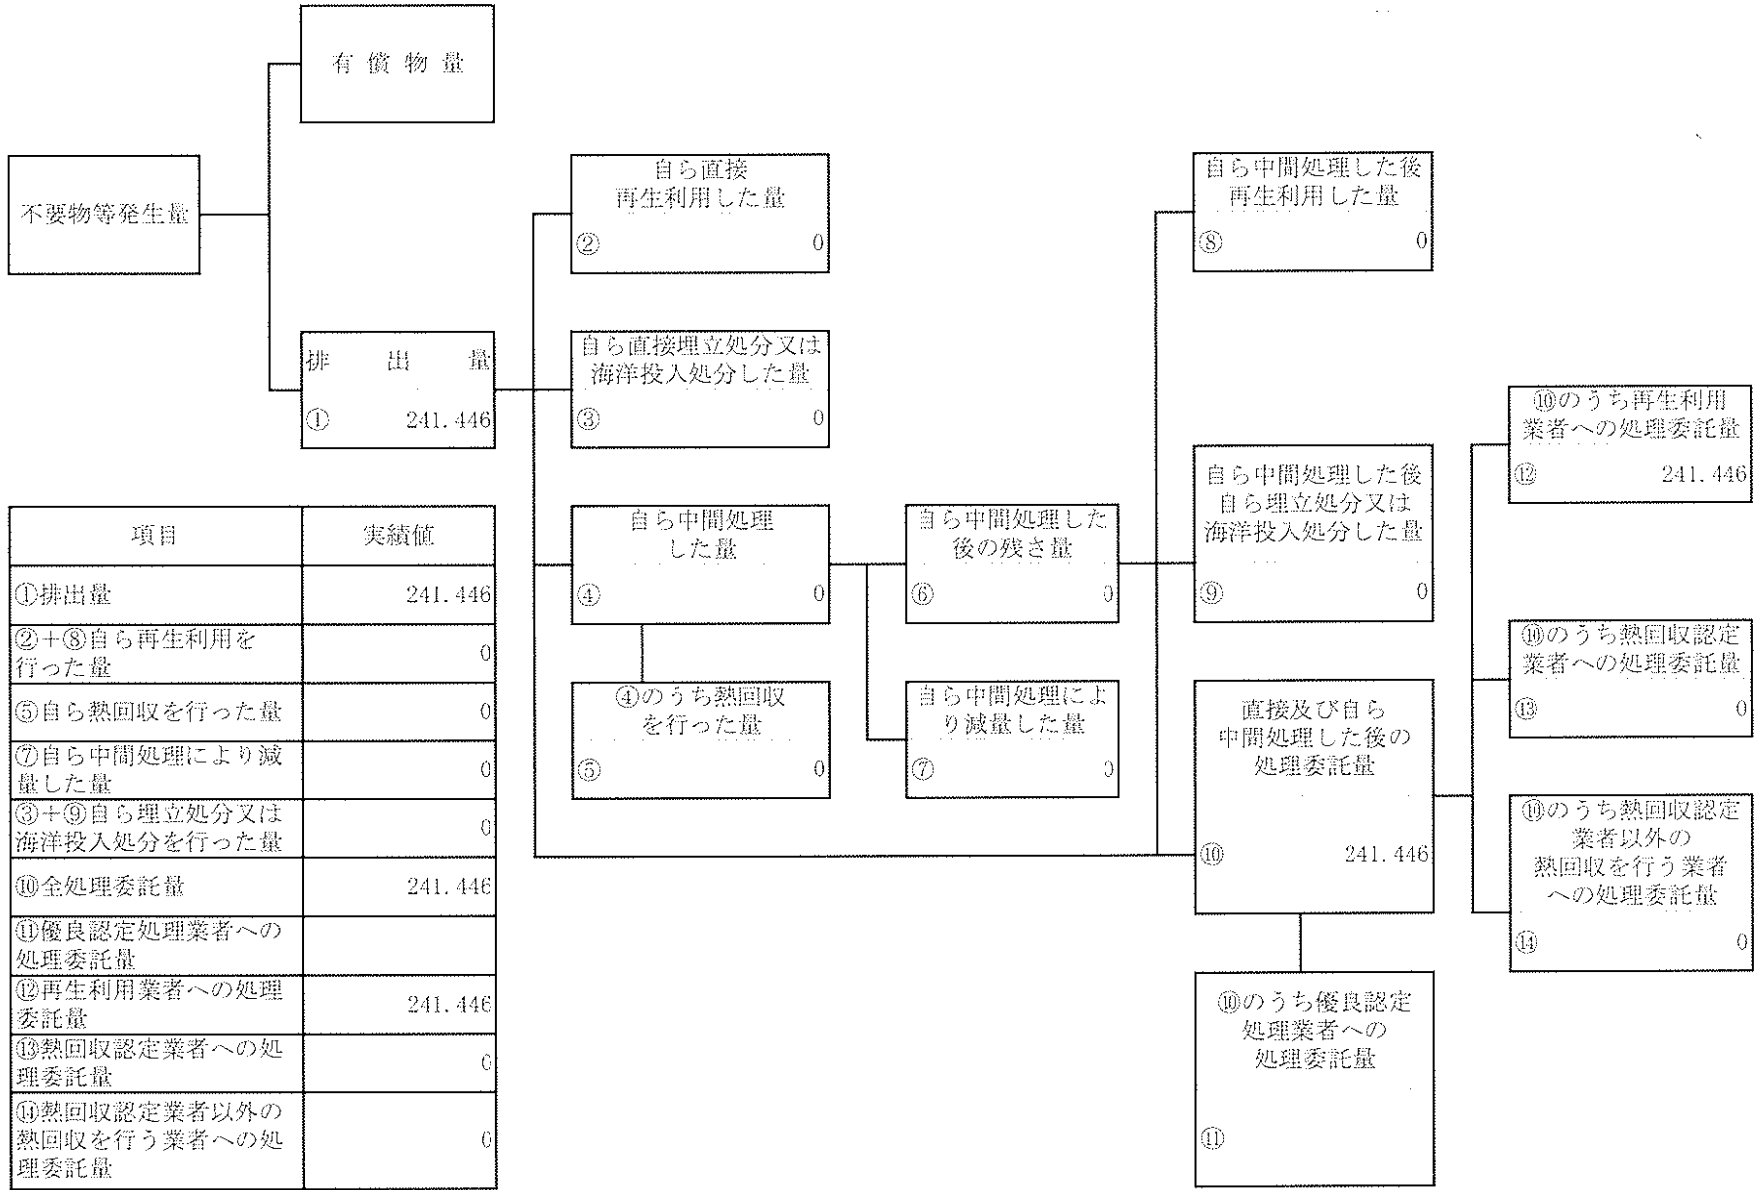 有償物量
不要物等発生量
排出量
① 241.446
自ら直接
再生利用した量
② 0
自ら直接埋立処分又は
海洋投入処分した量
③ 0
自ら中間処理
した量
④ 0
④のうち熱回収
を行った量
⑤ 0
自ら中間処理した
後の残さ量
⑥ 0
自ら中間処理によ
り減量した量
⑦ 0
自ら中間処理した後
再生利用した量
⑧ 0
自ら中間処理した後
自ら埋立処分又は
海洋投入処分した量
⑨ 0
直接及び自ら
中間処理した後の
処理委託量
⑩ 241.446
⑩のうち優良認定
処理業者への
処理委託量
⑪
⑩のうち再生利用
業者への処理委託量
⑫ 241.446
⑩のうち熱回収認定
業者への処理委託量
⑬ 0
⑩のうち熱回収認定
業者以外の
熱回収を行う業者
への処理委託量
⑭ 0
項目 実績値
①排出量 241.446
②+⑧自ら再生利用を
行った量 0
⑤自ら熱回収を行った量 0
⑦自ら中間処理により減
量した量 0
③+⑨自ら埋立処分又は
海洋投入処分を行った量 0
⑩全処理委託量 241.446
⑪優良認定処理業者への
処理委託量
⑫再生利用業者への処理
委託量 241.446
⑬熱回収認定業者への処
理委託量 0
⑭熱回収認定業者以外の
熱回収を行う業者への処
理委託量 0